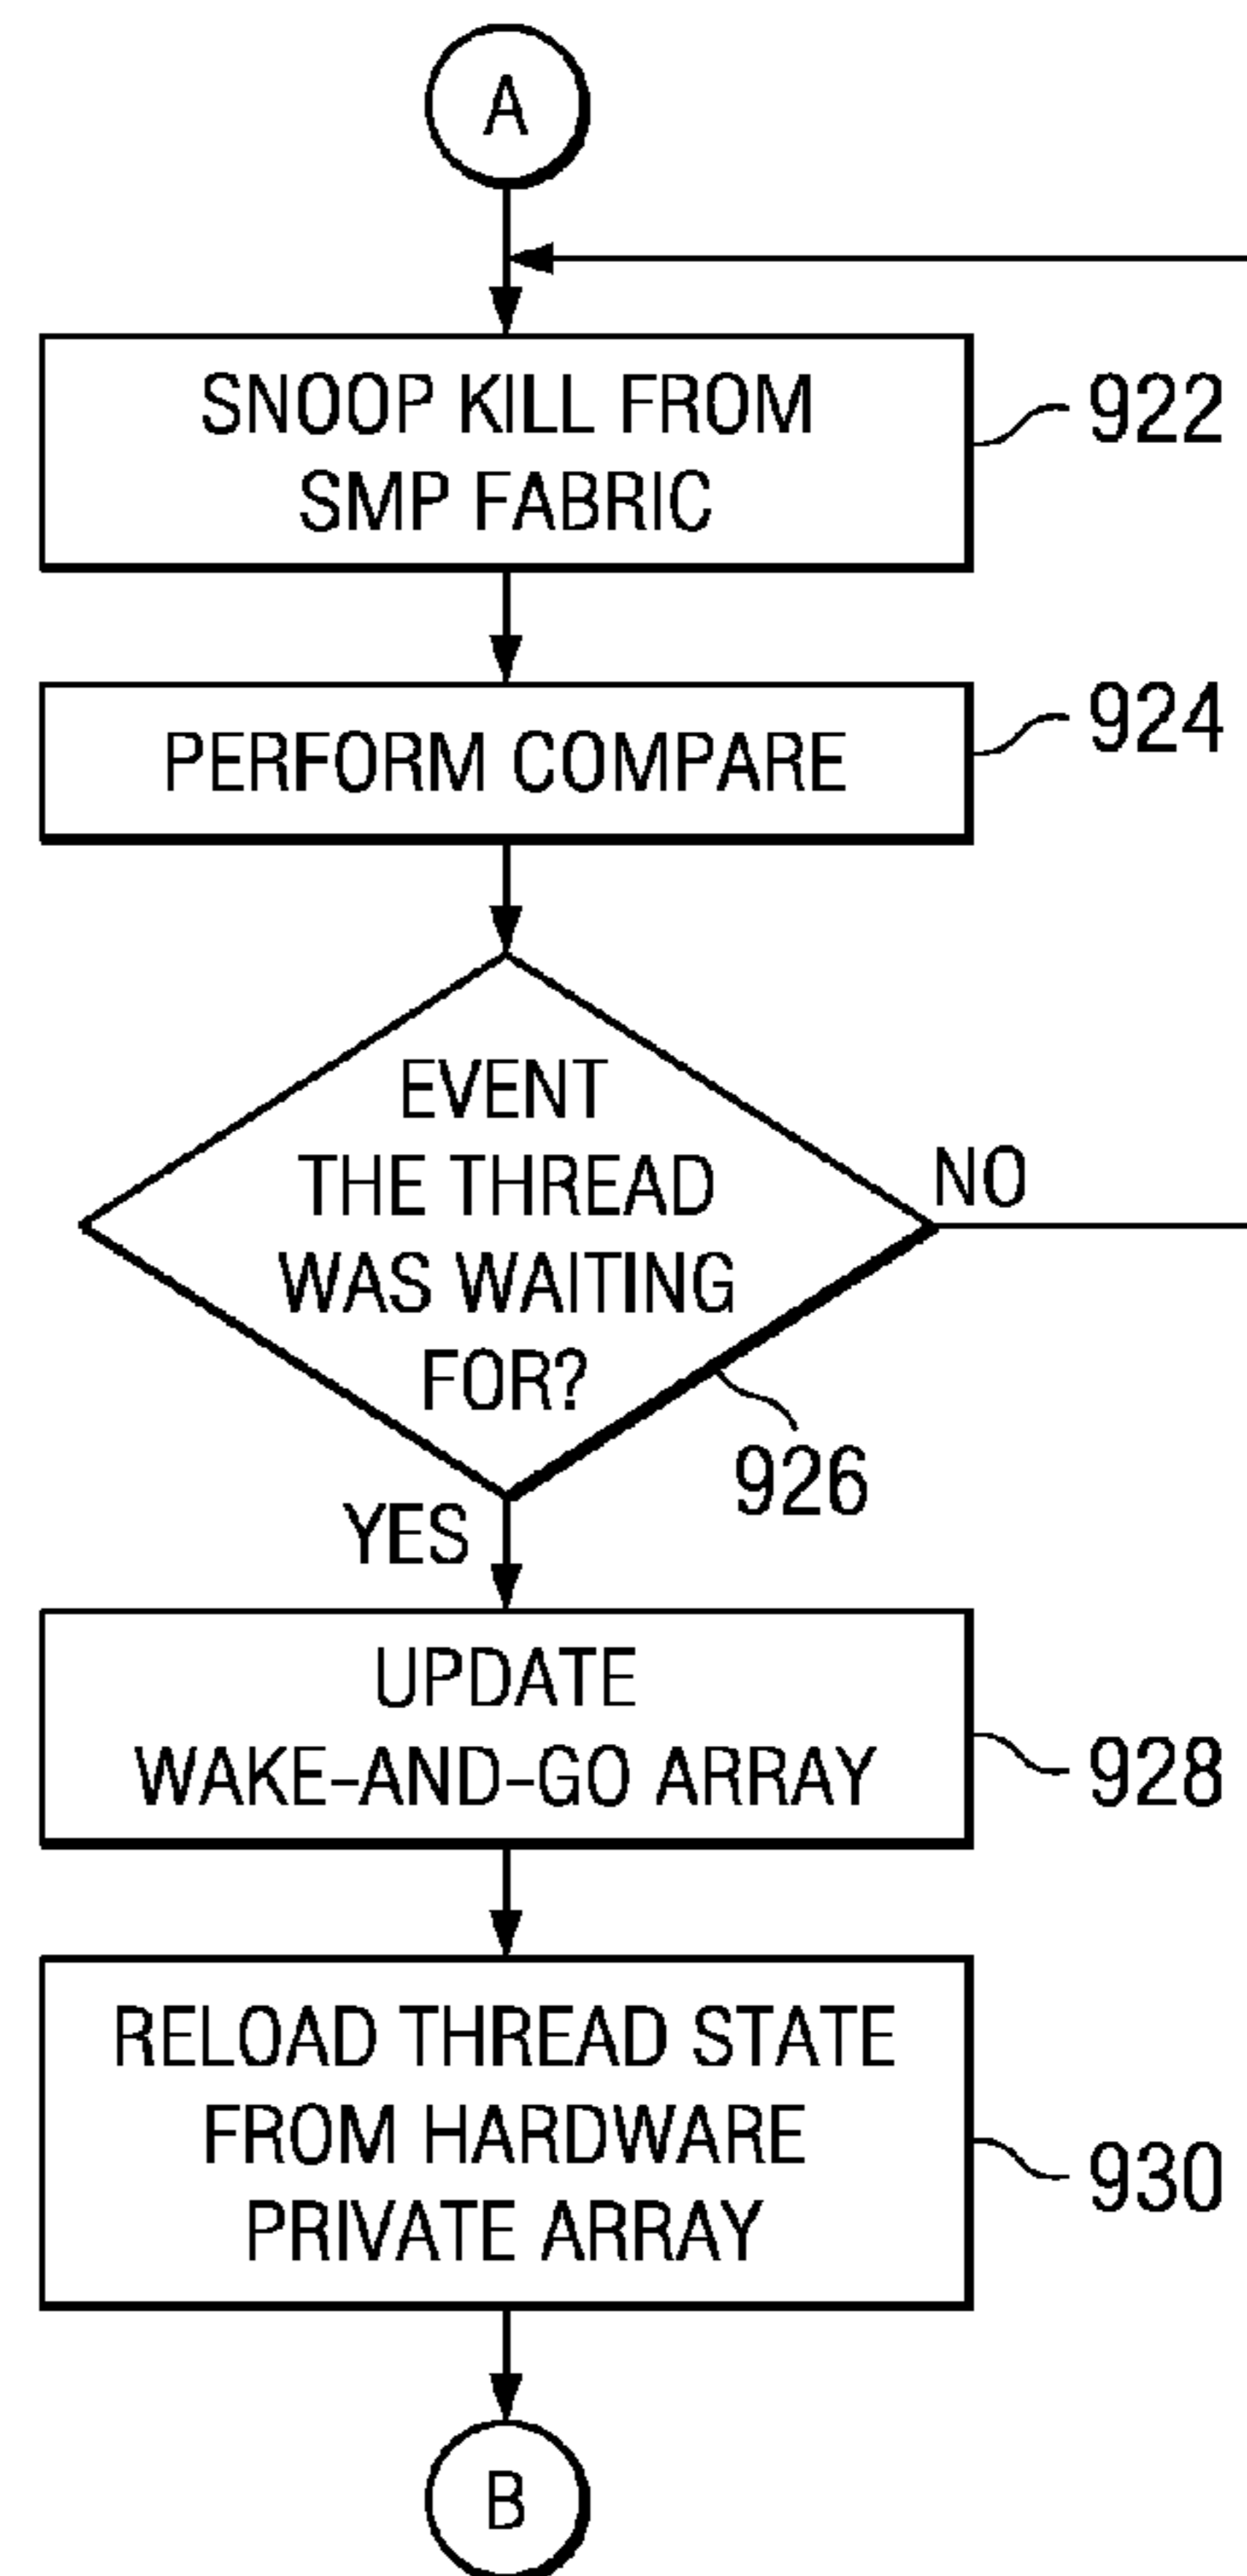 A
SNOOP KILL FROM
SMP FABRIC
922
PERFORM COMPARE
924
EVENT
THE THREAD
WAS WAITING
FOR?
NO
926
YES
UPDATE
WAKE-AND-GO ARRAY
928
RELOAD THREAD STATE
FROM HARDWARE
PRIVATE ARRAY
930
B